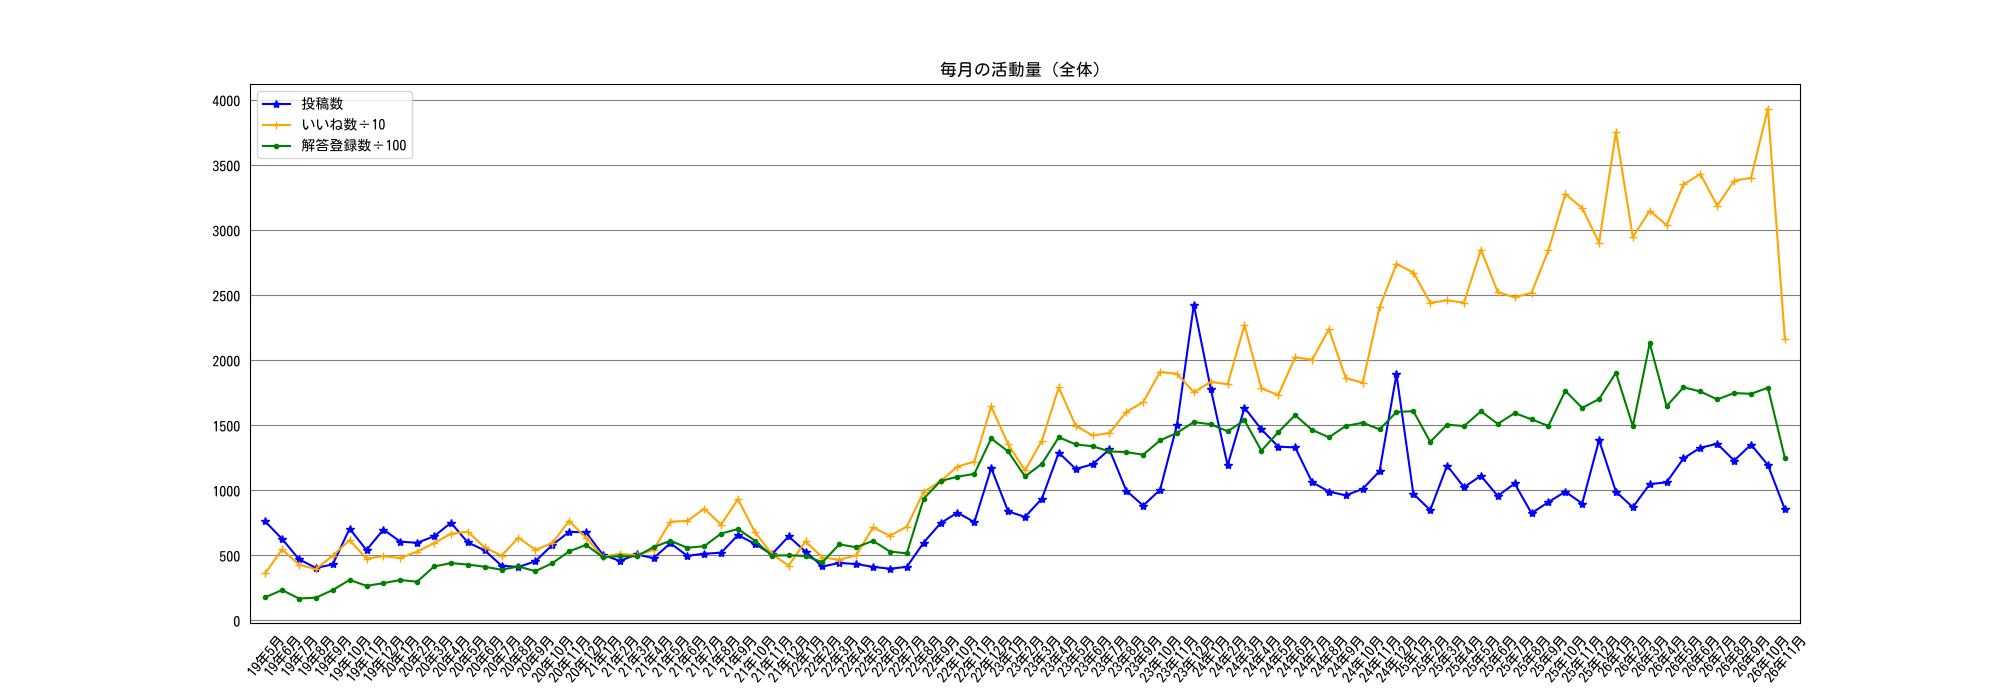 毎月の活動量（全体）
投稿数
いいね数÷10
解答登録数÷100
4000
3500
3000
2500
2000
1500
1000
500
0
19年5月
19年6月
19年7月
19年8月
19年9月
19年10月
19年11月
19年12月
20年1月
20年2月
20年3月
20年4月
20年5月
20年6月
20年7月
20年8月
20年9月
20年10月
20年11月
20年12月
21年1月
21年2月
21年3月
21年4月
21年5月
21年6月
21年7月
21年8月
21年9月
21年10月
21年11月
21年12月
22年1月
22年2月
22年3月
22年4月
22年5月
22年6月
22年7月
22年8月
22年9月
22年10月
22年11月
22年12月
23年1月
23年2月
23年3月
23年4月
23年5月
23年6月
23年7月
23年8月
23年9月
23年10月
23年11月
23年12月
24年1月
24年2月
24年3月
24年4月
24年5月
24年6月
24年7月
24年8月
24年9月
24年10月
24年11月
24年12月
25年1月
25年2月
25年3月
25年4月
25年5月
25年6月
25年7月
25年8月
25年9月
25年10月
25年11月
25年12月
26年1月
26年2月
26年3月
26年4月
26年5月
26年6月
26年7月
26年8月
26年9月
26年10月
26年11月